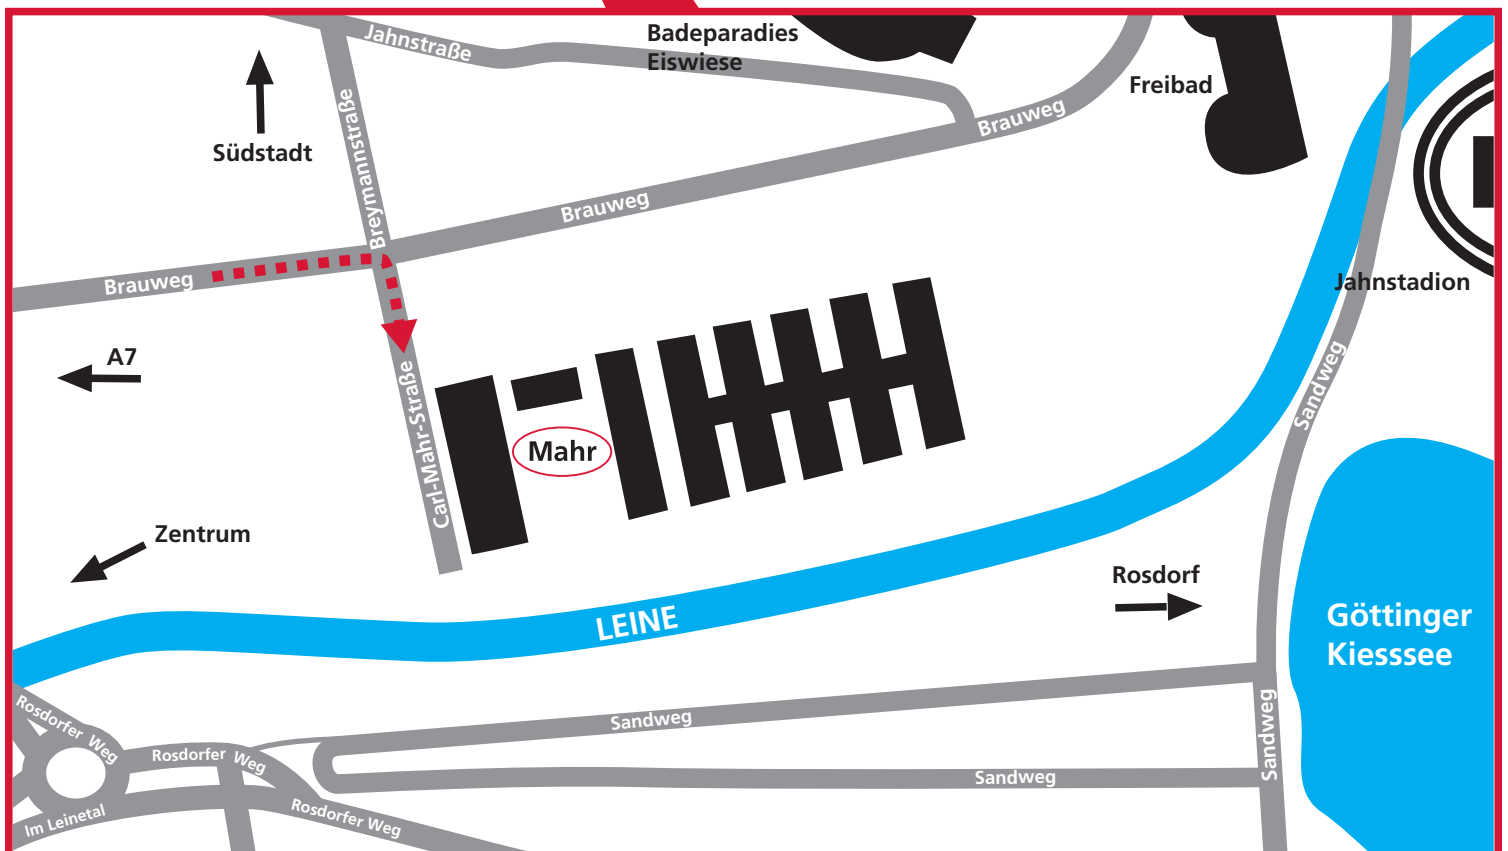 Jahnstraße
Badeparadies
Eiswiese
Freibad
Brauweg
Südstadt
Breymannstraße
Brauweg
Brauweg
Jahnstadion
A7
Carl-Mahr-Straße
Mahr
Sandweg
Zentrum
Rosdorf
LEINE
Göttinger
Kiesssee
Rosdorfer Weg
Rosdorfer Weg
Sandweg
Sandweg
Sandweg
Im Leinetal
Rosdorfer Weg